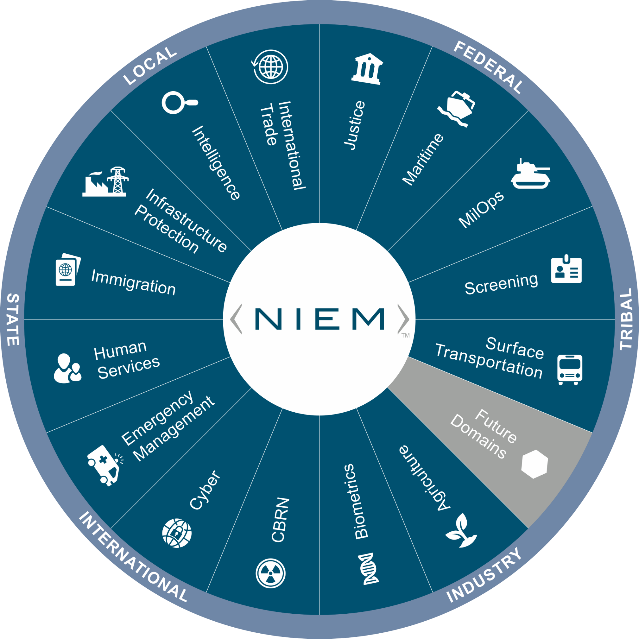 LOCAL
FEDERAL
TRIBAL
INDUSTRY
INTERNATIONAL
STATE
NIEM
TM
Justice
Maritime
MilOps
Screening
Surface
Transportation
Future
Domains
Agriculture
Biometrics
CBRN
Cyber
Emergency
Management
Human
Services
Immigration
Infrastructure
Protection
Intelligence
International
Trade